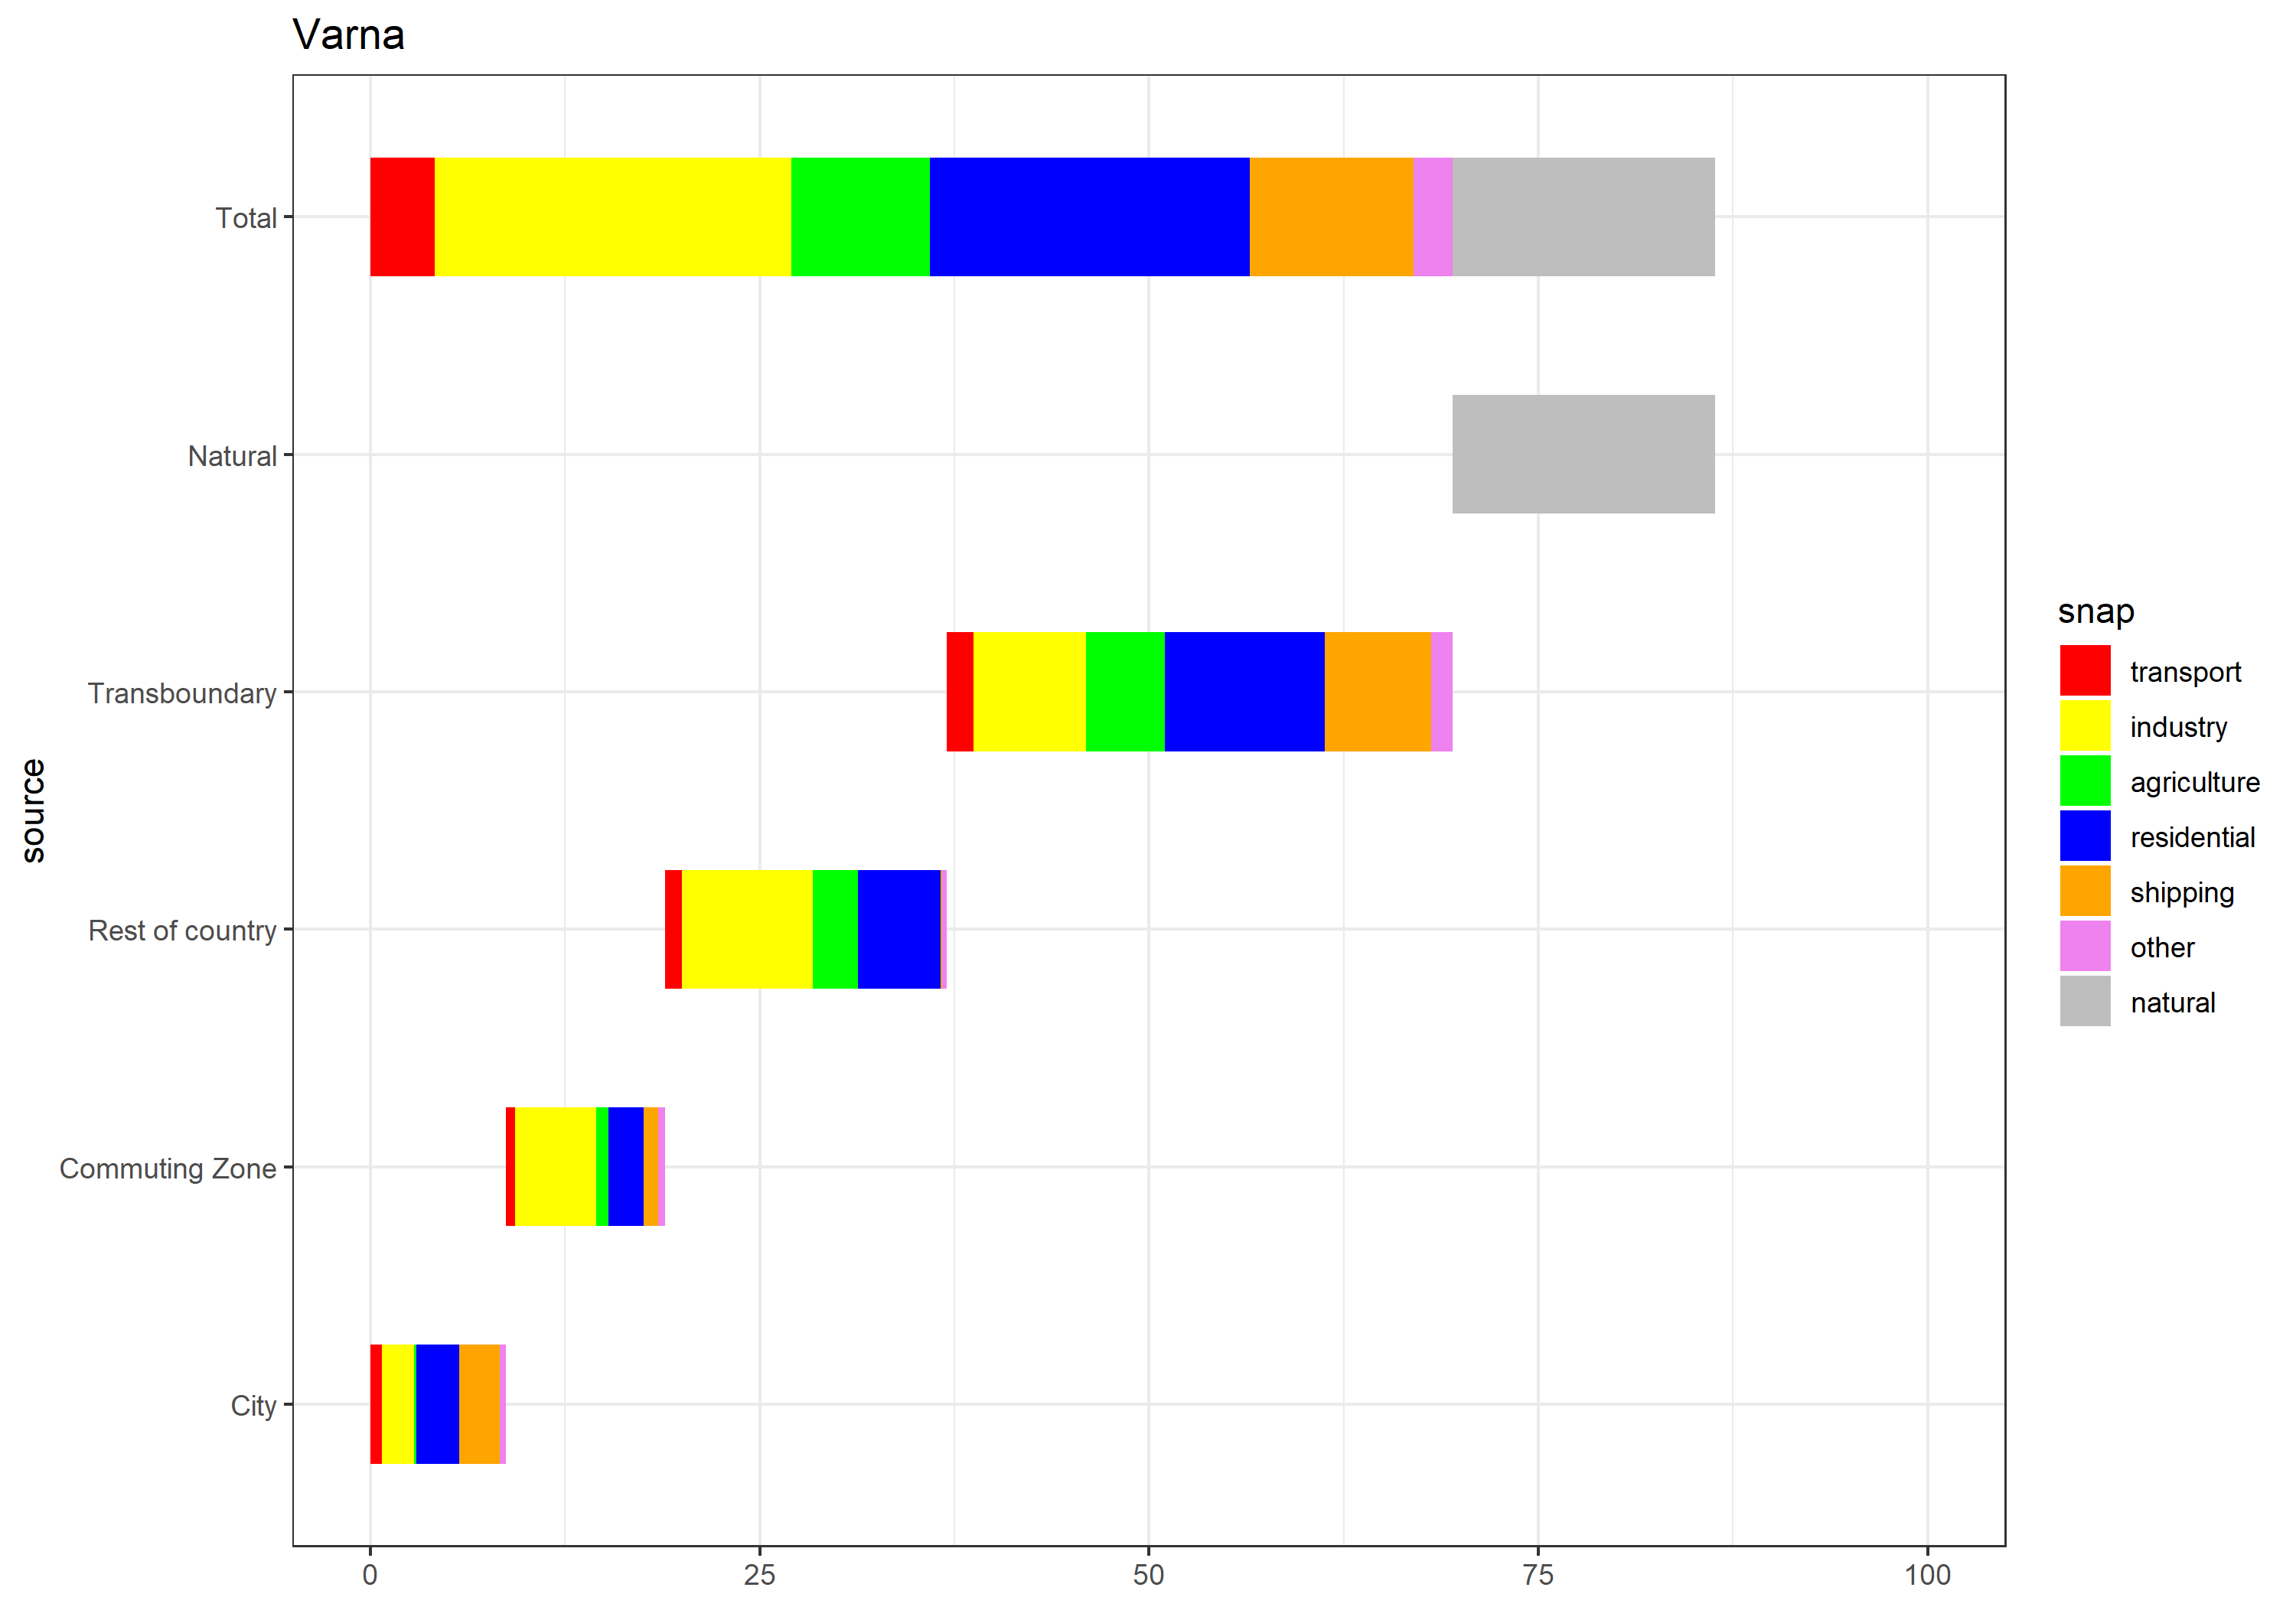 Varna
Total
Natural
Transboundary
Rest of country
Commuting Zone
City
source
0
25
50
75
100
snap
transport
industry
agriculture
residential
shipping
other
natural